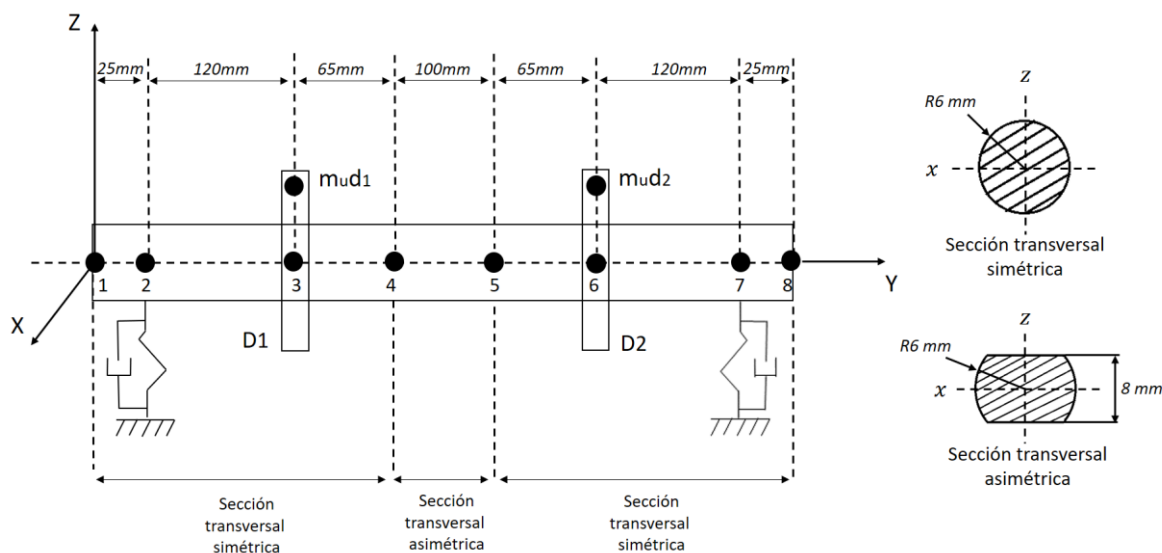 Z
25mm
120mm
65mm
100mm
65mm
120mm
25mm
mud1
mud2
1
2
3
4
5
6
7
8
Y
X
D1
D2
Sección
transversal
simétrica
Sección
transversal
asimétrica
Sección
transversal
simétrica
z
R6 mm
x
Sección transversal
simétrica
z
R6 mm
x
8 mm
Sección transversal
asimétrica